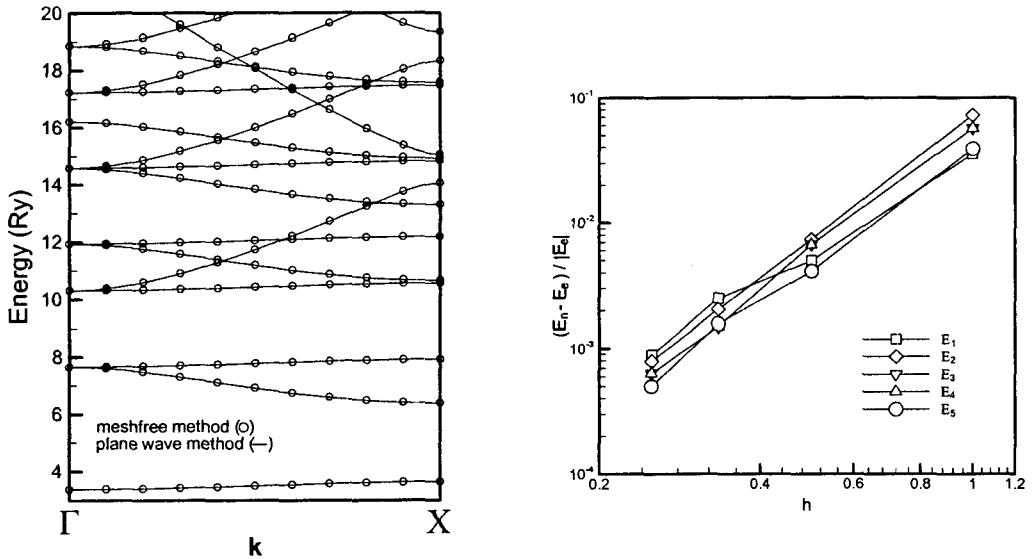 20
18
16
14
12
10
8
6
4
Energy (Ry)
meshfree method (o)
plane wave method (—)
Γ
X
k
10⁻¹
10⁻²
10⁻³
10⁻⁴
(Eₙ - Eₑ) / |Eₑ|
E₁
E₂
E₃
E₄
E₅
0.2
0.4
0.6
0.8
1
1.2
h